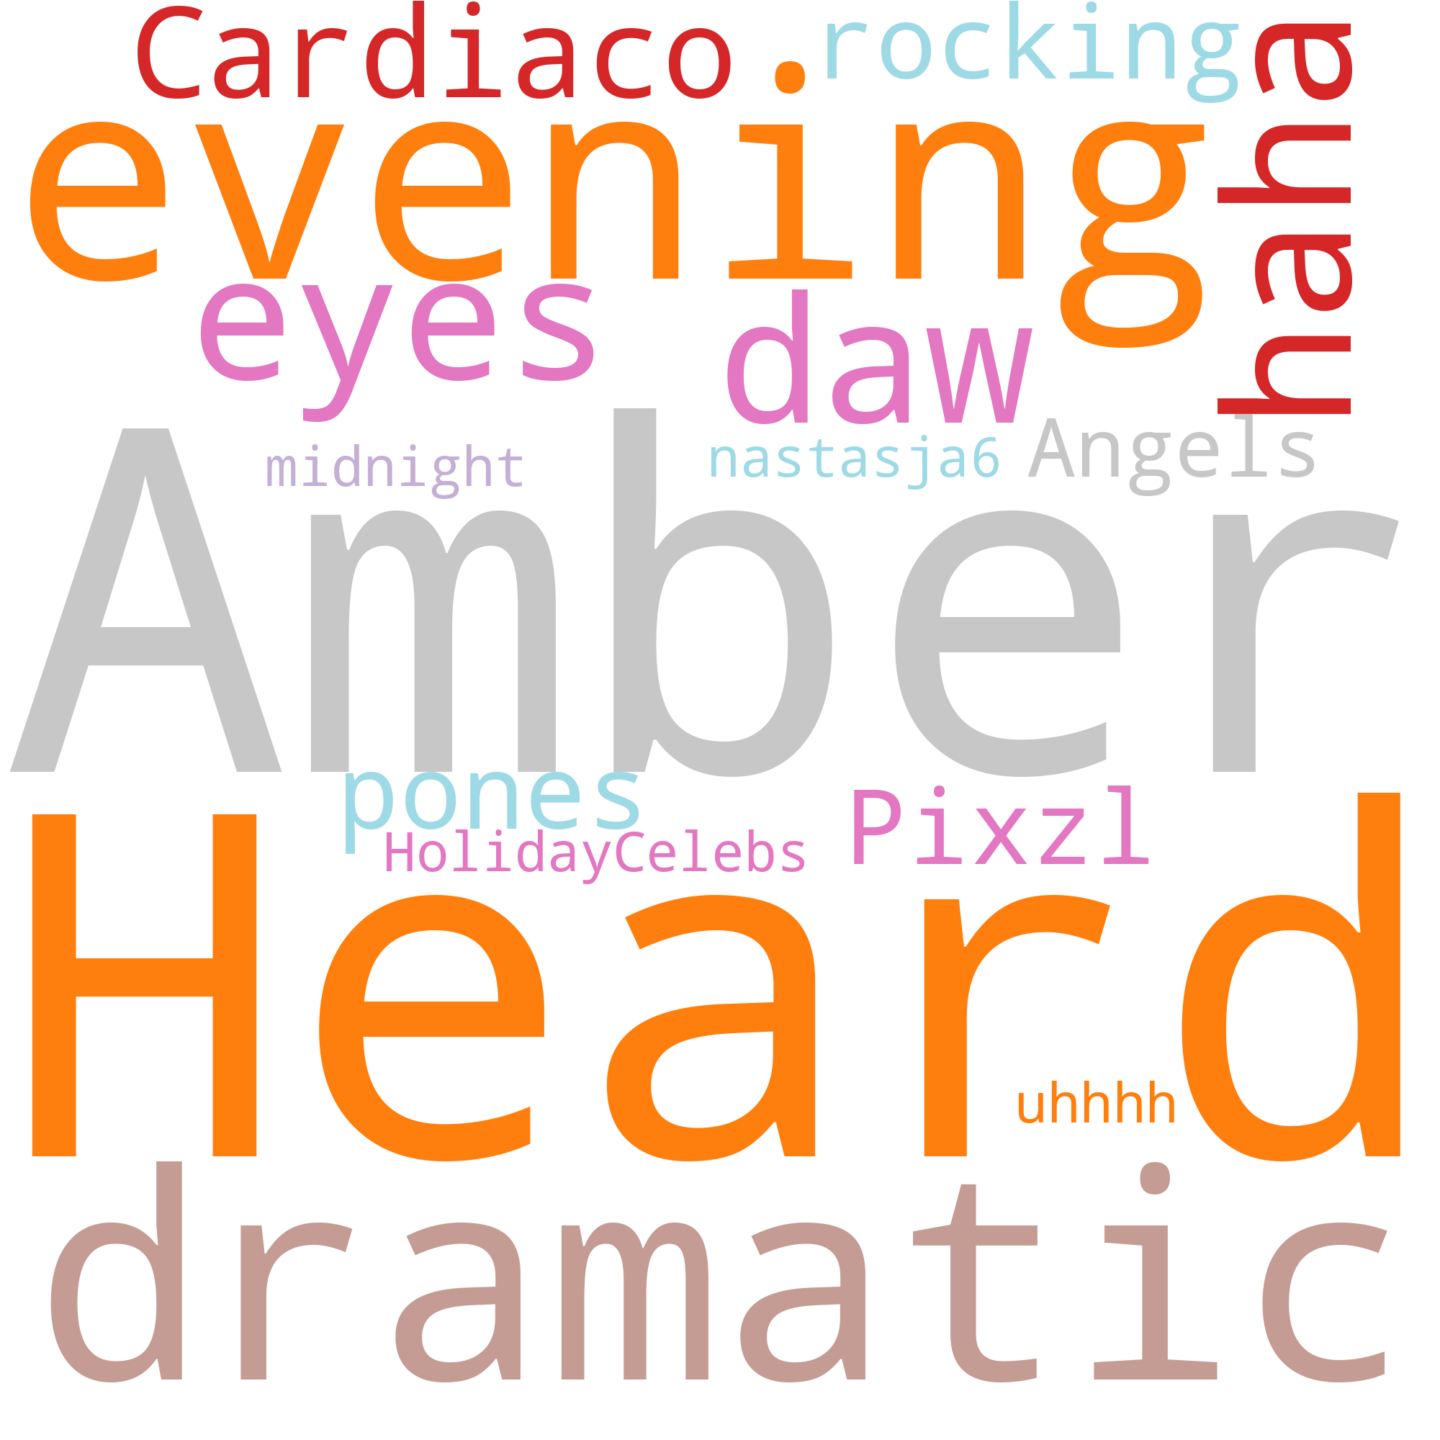 Cardiaco
rocking
haha
evening
eyes
daw
midnight
nastasja6
Angels
Amber
pones
Pixzl
HolidayCelebs
Heard
uhhhh
dramatic